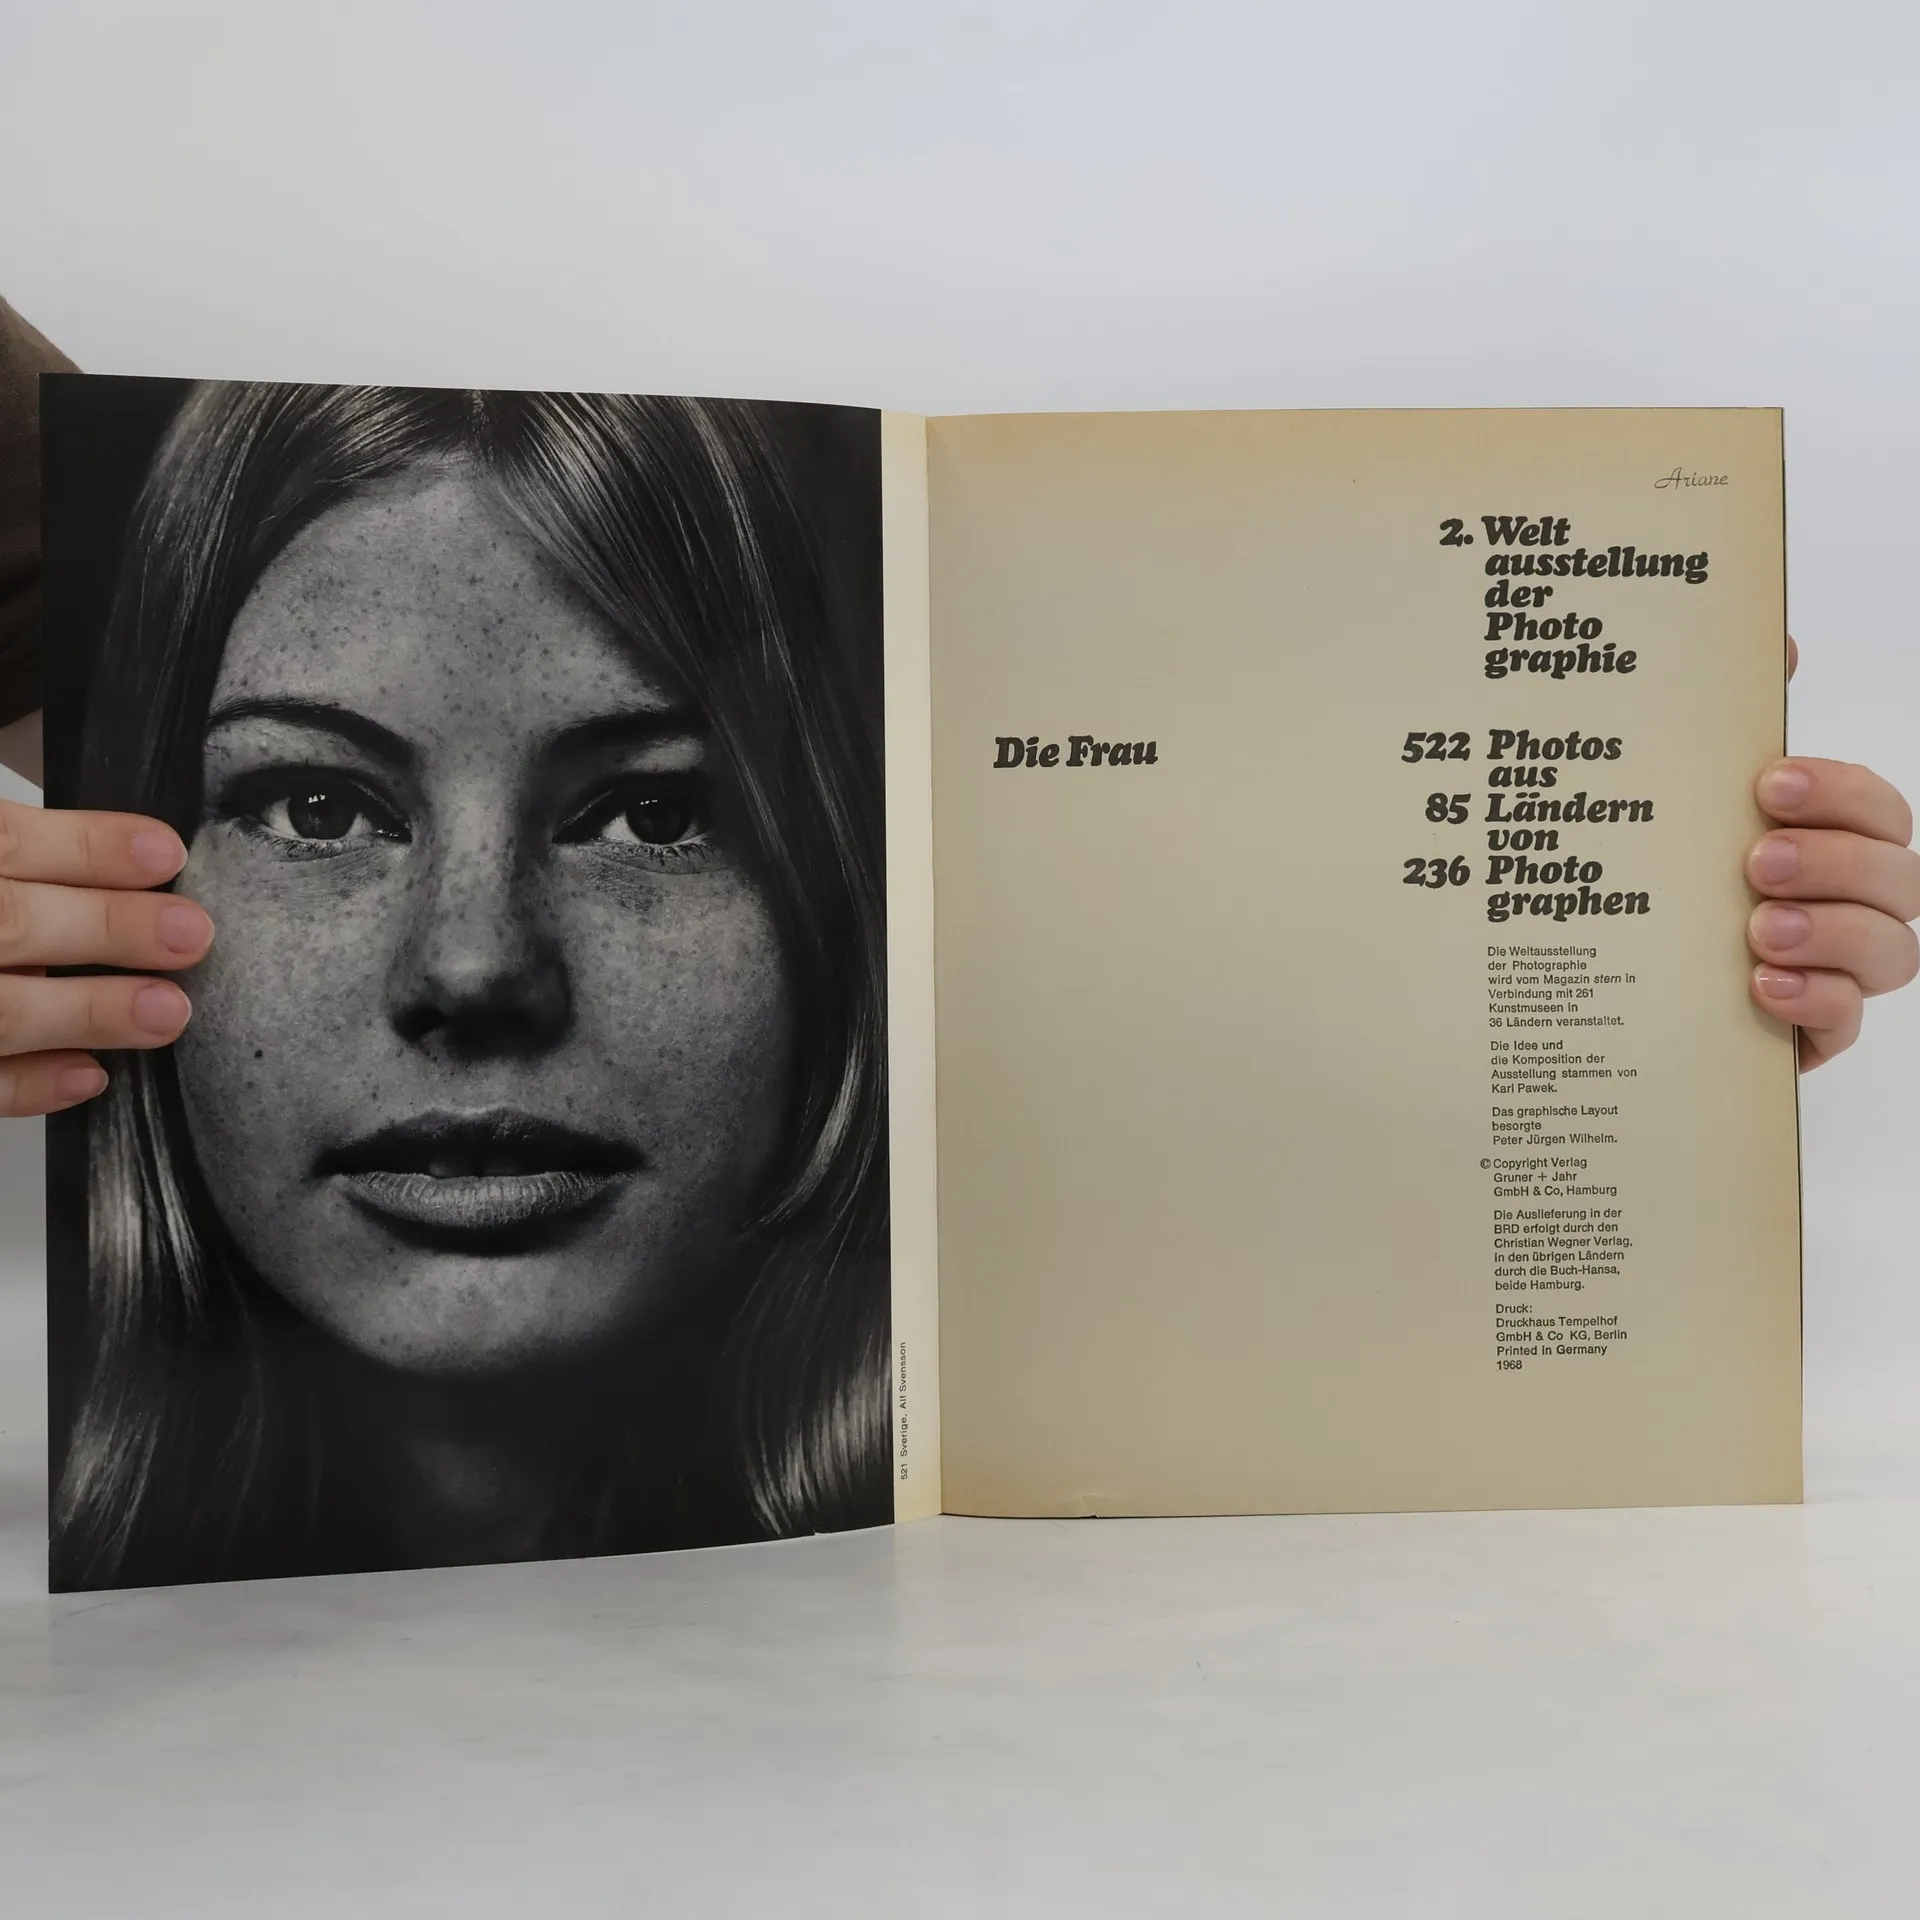 521 Sverige. Alf Svensson
Ariane
2. Welt
ausstellung
der
Photo
graphie
Die Frau
522 Photos
aus
85 Ländern
von
236 Photo
graphen
Die Weltausstellung
der Photographie
wird vom Magazin stern in
Verbindung mit 261
Kunstmuseen in
36 Ländern veranstaltet.
Die Idee und
die Komposition der
Ausstellung stammen von
Karl Pawek.
Das graphische Layout
besorgte
Peter Jürgen Wilhelm.
© Copyright Verlag
Gruner + Jahr
GmbH & Co, Hamburg
Die Auslieferung in der
BRD erfolgt durch den
Christian Wegner Verlag,
in den übrigen Ländern
durch die Buch-Hansa,
beide Hamburg.
Druck:
Druckhaus Tempelhof
GmbH & Co KG, Berlin
Printed in Germany
1968